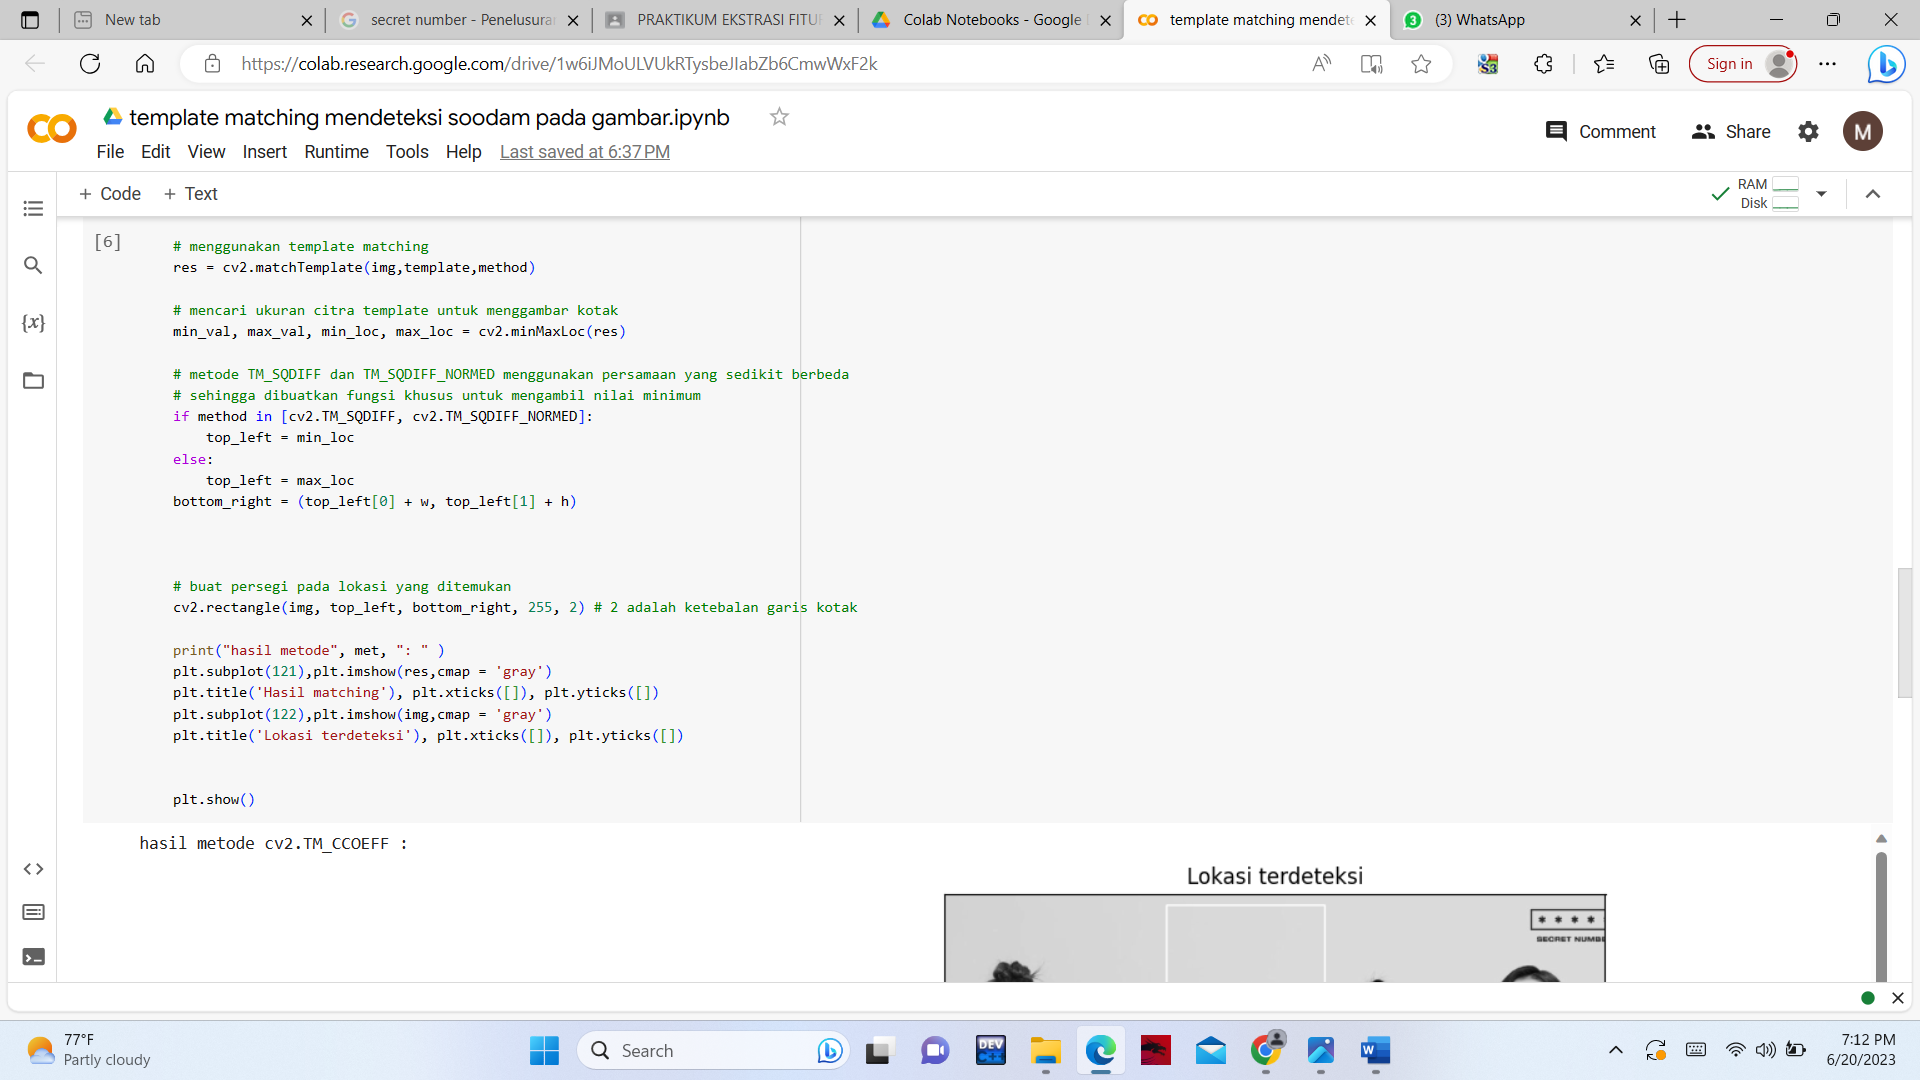 New tab
secret number - Penelusura
PRAKTIKUM EKSTRASI FITU
Colab Notebooks - Google
template matching mendet
(3) WhatsApp
https://colab.research.google.com/drive/1w6iJMoULVUkRTysbeJIabZb6CmwWxF2k
Sign in
template matching mendeteksi soodam pada gambar.ipynb
File Edit View Insert Runtime Tools Help Last saved at 6:37 PM
Comment Share M
+ Code + Text
RAM
Disk
[6]
# menggunakan template matching
res = cv2.matchTemplate(img,template,method)
# mencari ukuran citra template untuk menggambar kotak
min_val, max_val, min_loc, max_loc = cv2.minMaxLoc(res)
# metode TM_SQDIFF dan TM_SQDIFF_NORMED menggunakan persamaan yang sedikit berbeda
# sehingga dibuatkan fungsi khusus untuk mengambil nilai minimum
if method in [cv2.TM_SQDIFF, cv2.TM_SQDIFF_NORMED]:
    top_left = min_loc
else:
    top_left = max_loc
bottom_right = (top_left[0] + w, top_left[1] + h)
# buat persegi pada lokasi yang ditemukan
cv2.rectangle(img, top_left, bottom_right, 255, 2) # 2 adalah ketebalan garis kotak
print("hasil metode", met, ": " )
plt.subplot(121),plt.imshow(res,cmap = 'gray')
plt.title('Hasil matching'), plt.xticks([]), plt.yticks([])
plt.subplot(122),plt.imshow(img,cmap = 'gray')
plt.title('Lokasi terdeteksi'), plt.xticks([]), plt.yticks([])
plt.show()
hasil metode cv2.TM_CCOEFF :
Lokasi terdeteksi
* * * *
SECRET NUMBE
77°F
Partly cloudy
Search
DEV C++
7:12 PM
6/20/2023